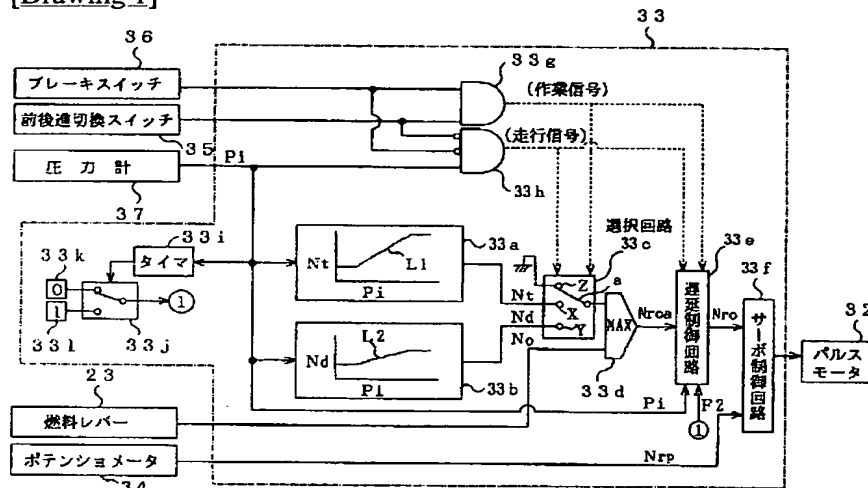 [Drawing 1]
36
33
ブレーキスイッチ
33g
(作業信号)
前後進切換スイッチ
35
(走行信号)
圧力計
Pi
37
33h
33i
タイマ
33k
0
1
33l
33j
①
Nt
L1
Pi
33a
選択回路
33c
Z
a
X
Y
Nt
Nd
No
MAX
33d
Nroa
33e
遅延制御回路
Nro
33f
サーボ制御回路
32
パルス
モータ
Nd
L2
Pi
33b
Pi
F2
①
23
燃料レバー
ポテンショメータ
Nrp
34